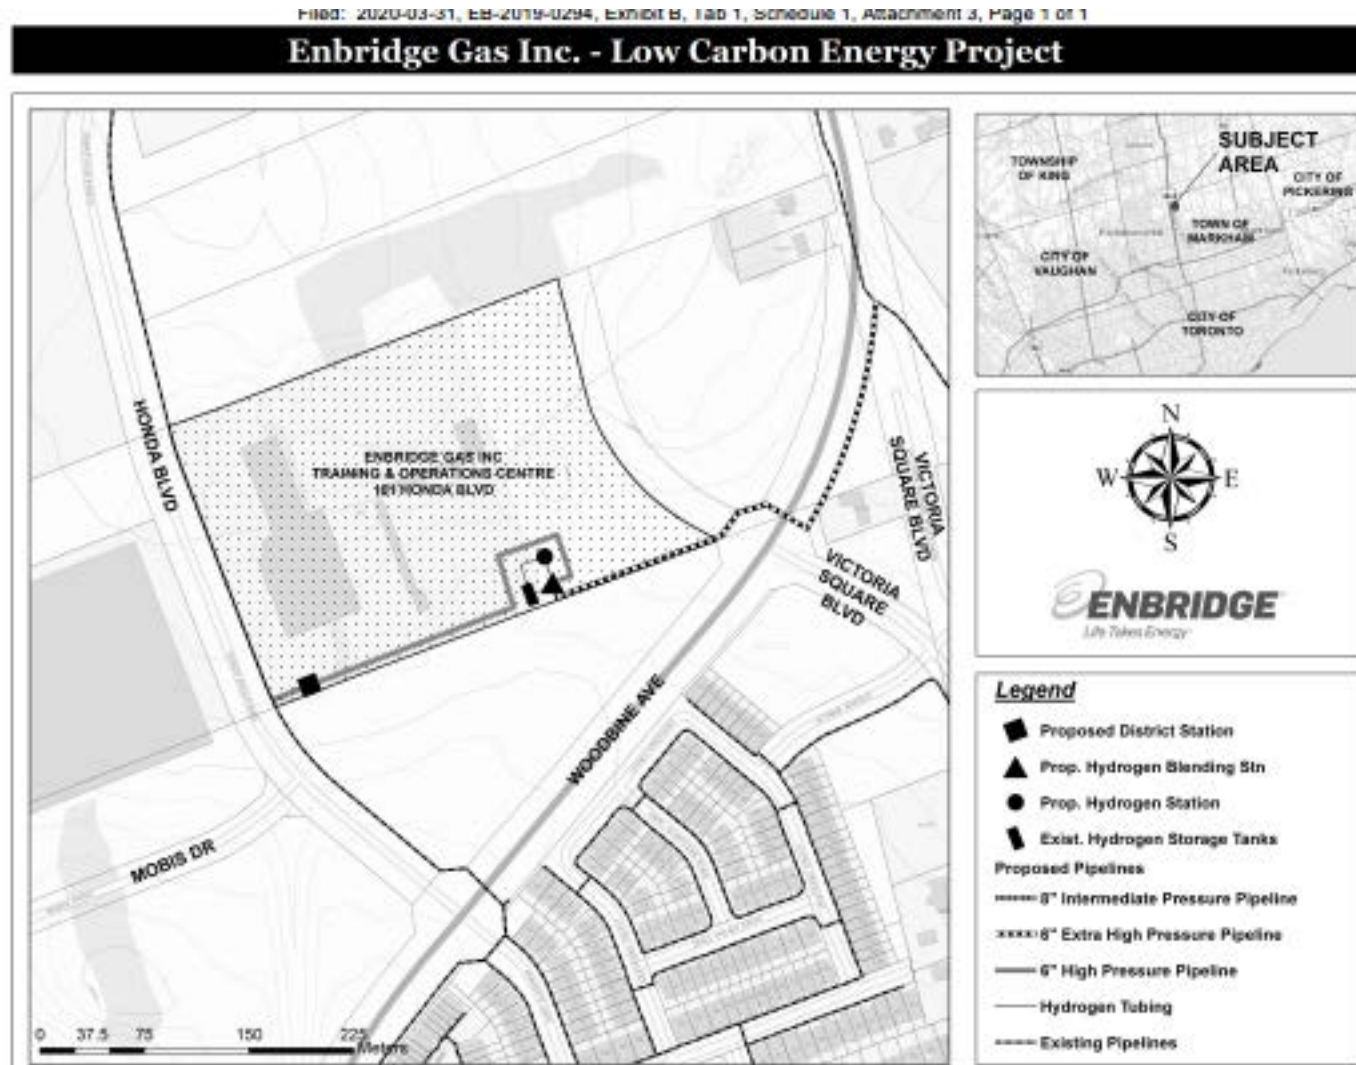 Filed: 2020-03-31, EB-2019-0294, Exhibit B, Tab 1, Schedule 1, Attachment 3, Page 1 of 1
Enbridge Gas Inc. - Low Carbon Energy Project
HONDA BLVD
ENBRIDGE GAS INC
TRAINING & OPERATIONS CENTRE
101 HONDA BLVD
VICTORIA
SQUARE BLVD
VICTORIA
SQUARE
BLVD
WOODBINE AVE
MOBIS DR
0 37.5 75 150 225
Meters
SUBJECT
AREA
TOWNSHIP
OF KING
CITY OF
PICKERING
TOWN OF
MARKHAM
CITY OF
VAUGHAN
CITY OF
TORONTO
N
W E
S
ENBRIDGE
Life Takes Energy
Legend
Proposed District Station
Prop. Hydrogen Blending Stn
Prop. Hydrogen Station
Exist. Hydrogen Storage Tanks
Proposed Pipelines
8" Intermediate Pressure Pipeline
6" Extra High Pressure Pipeline
6" High Pressure Pipeline
Hydrogen Tubing
Existing Pipelines